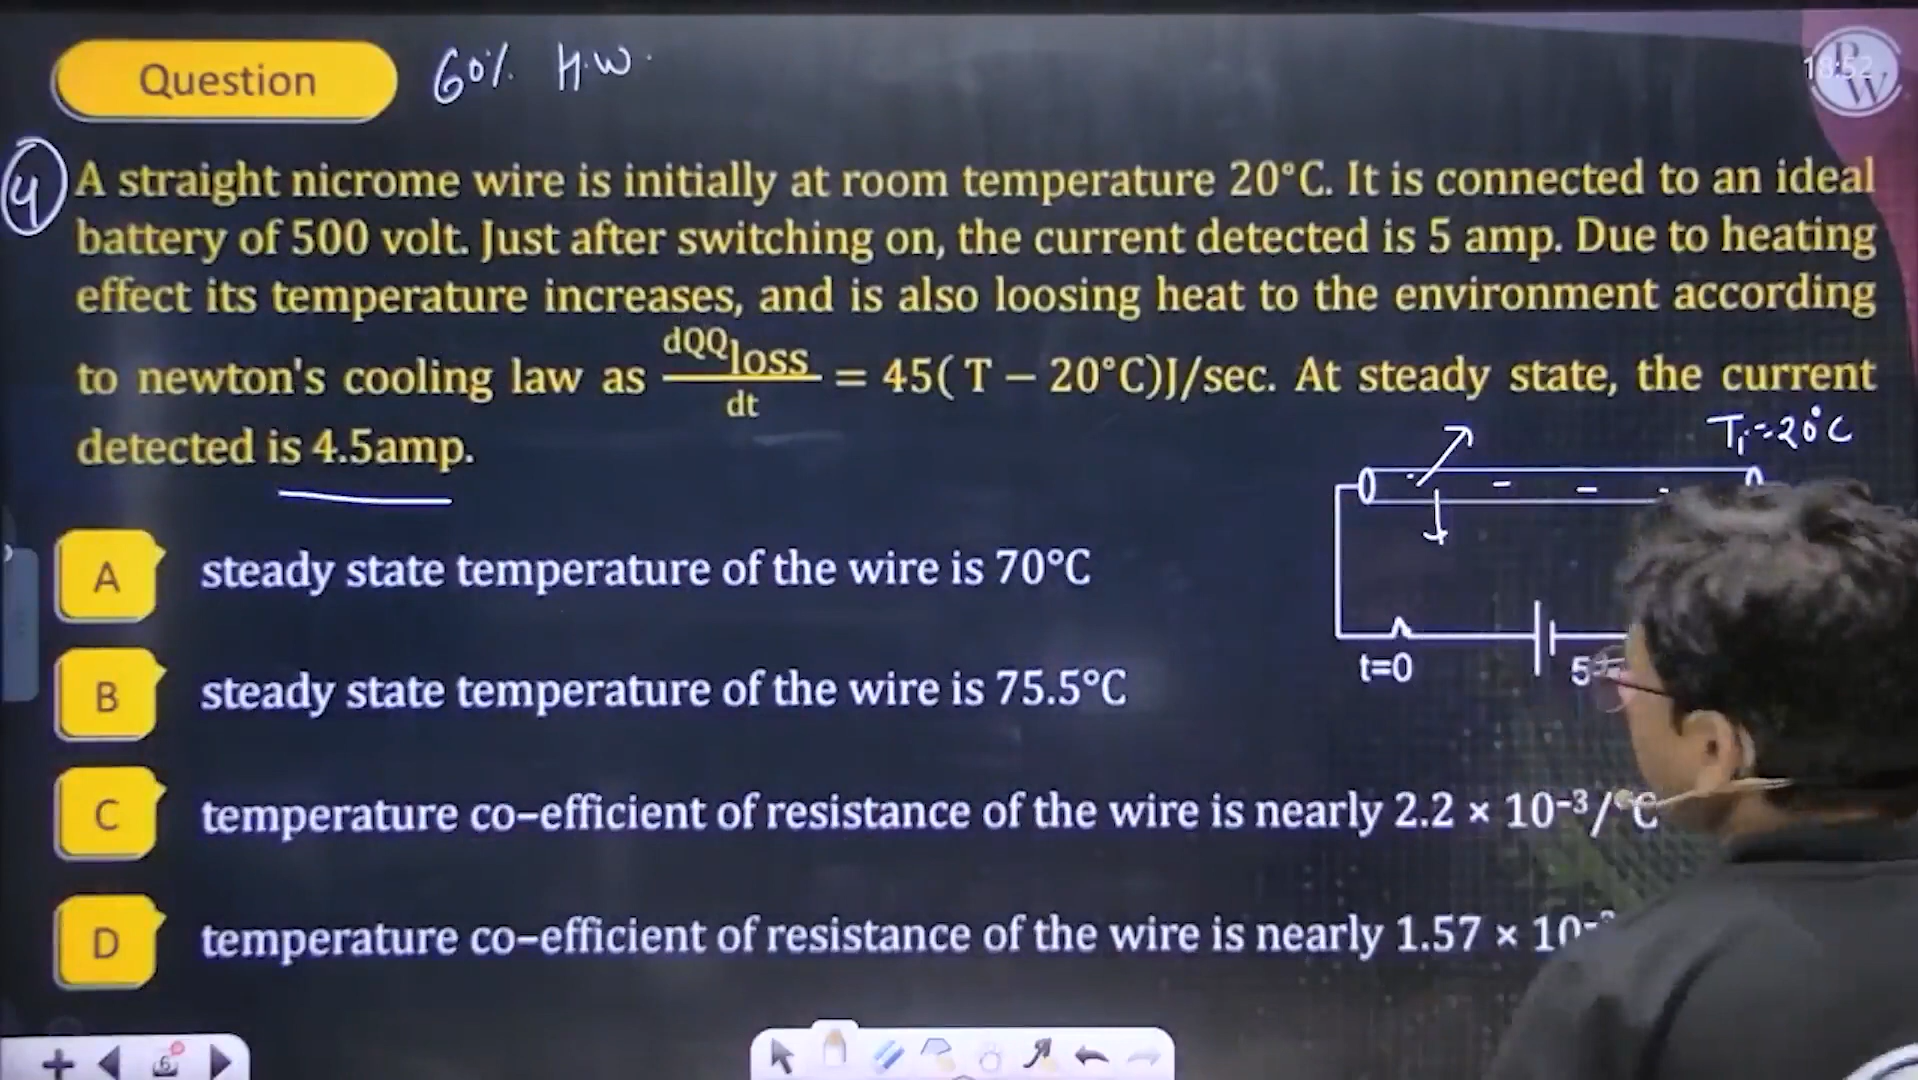 Question
60% H.W.
18:52
PW
4
A straight nicrome wire is initially at room temperature 20°C. It is connected to an ideal
battery of 500 volt. Just after switching on, the current detected is 5 amp. Due to heating
effect its temperature increases, and is also loosing heat to the environment according
to newton's cooling law as dQQloss/dt = 45( T – 20°C)J/sec. At steady state, the current
detected is 4.5amp.
T₁ = 20°C
A steady state temperature of the wire is 70°C
B steady state temperature of the wire is 75.5°C
t=0
5
C temperature co-efficient of resistance of the wire is nearly 2.2 × 10⁻³/°C
D temperature co-efficient of resistance of the wire is nearly 1.57 × 10